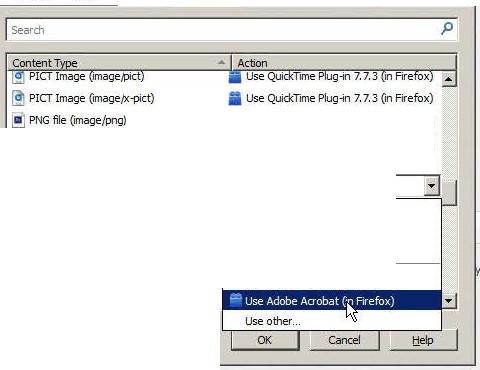 Search
Content Type Action
PICT Image (image/pict) Use QuickTime Plug-in 7.7.3 (in Firefox)
PICT Image (image/x-pict) Use QuickTime Plug-in 7.7.3 (in Firefox)
PNG file (image/png)
Use Adobe Acrobat (in Firefox)
Use other...
OK Cancel Help